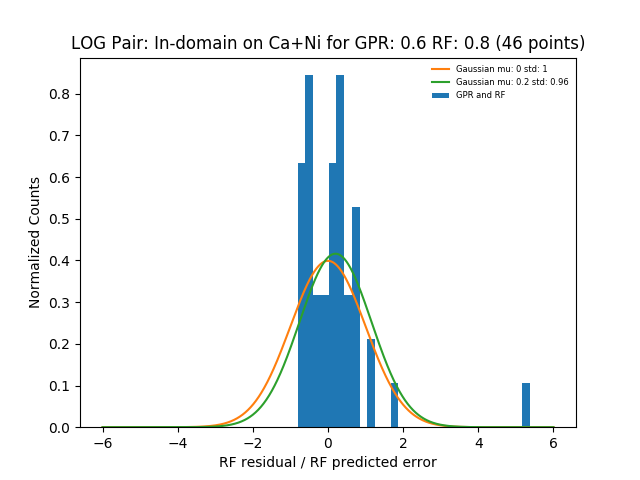 LOG Pair: In-domain on Ca+Ni for GPR: 0.6 RF: 0.8 (46 points)
Gaussian mu: 0 std: 1
Gaussian mu: 0.2 std: 0.96
GPR and RF
Normalized Counts
0.8
0.7
0.6
0.5
0.4
0.3
0.2
0.1
0.0
−6 −4 −2 0 2 4 6
RF residual / RF predicted error